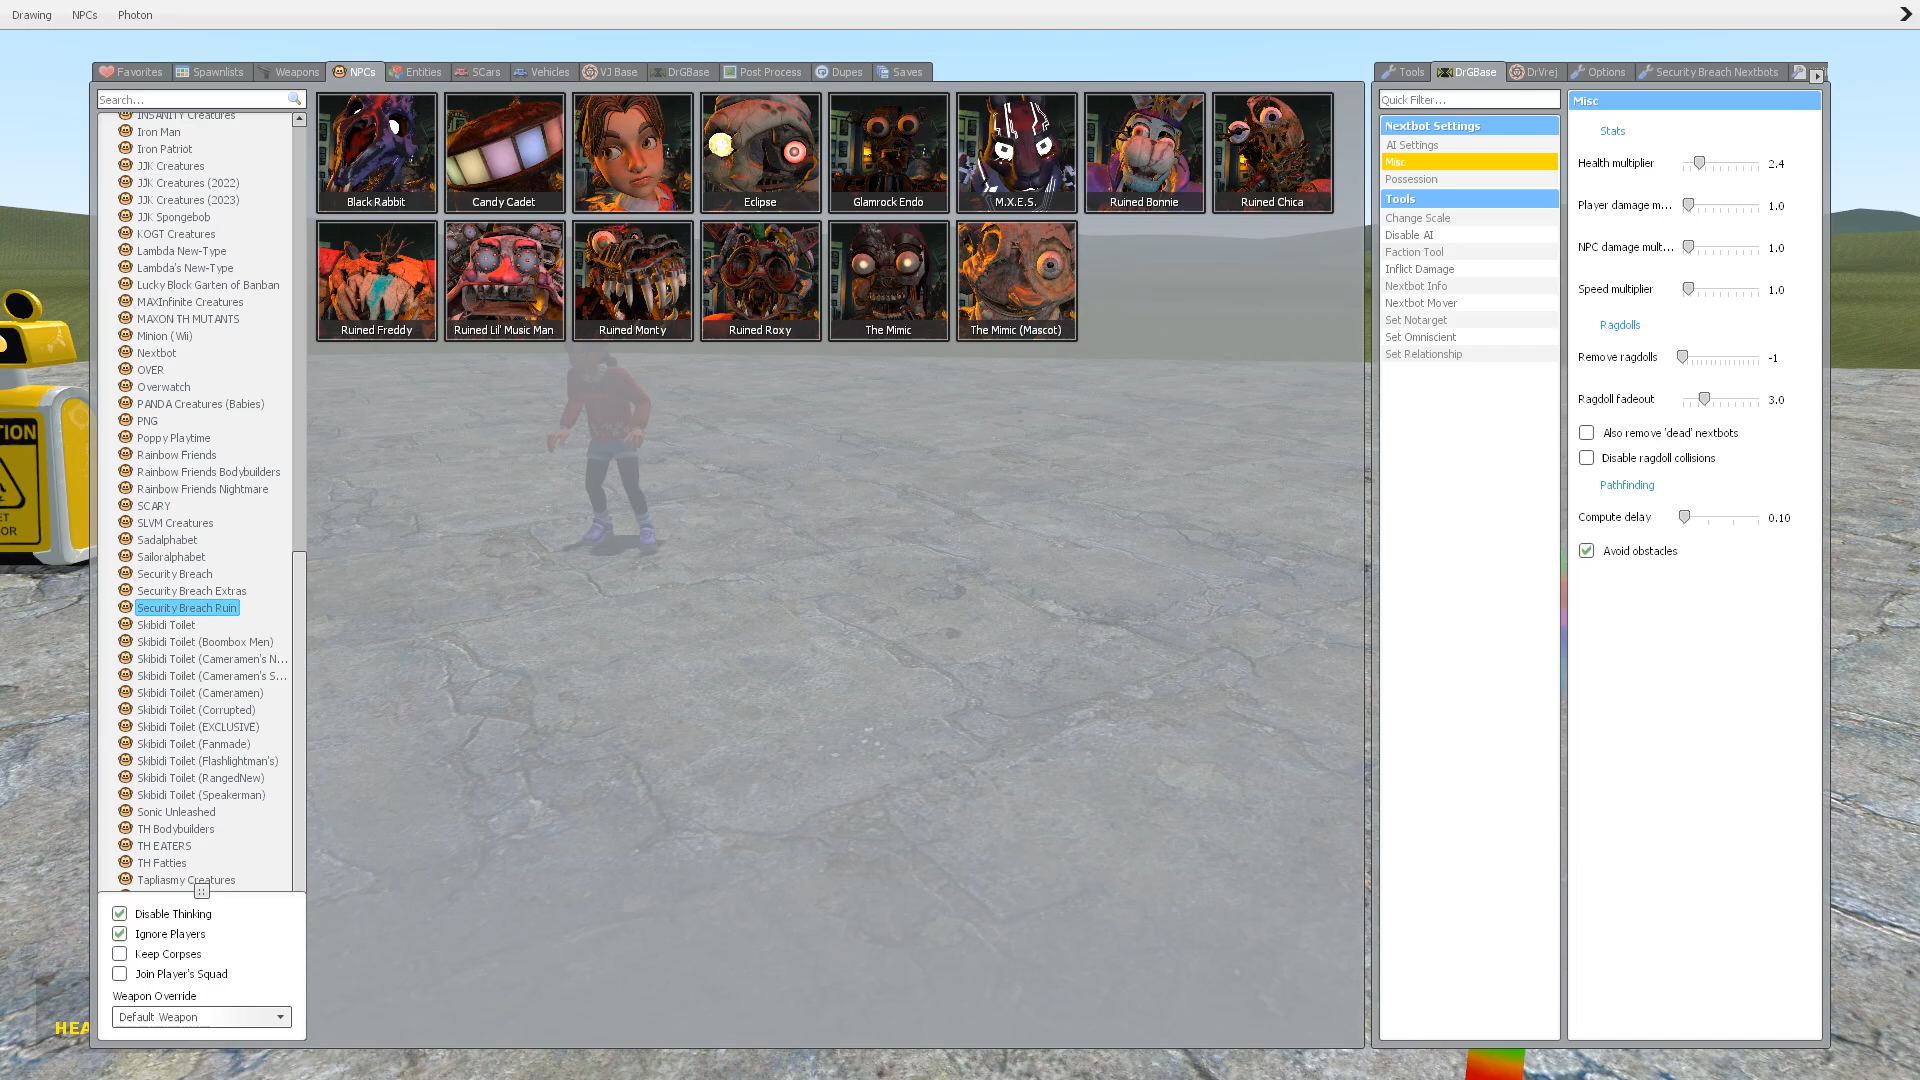 Drawing NPCs Photon
Favorites Spawnlists Weapons NPCs Entities SCars Vehicles VJ Base DrGBase Post Process Dupes Saves
Search...
INSANITY Creatures
Iron Man
Iron Patriot
JJK Creatures
JJK Creatures (2022)
JJK Creatures (2023)
JJK Spongebob
KOGT Creatures
Lambda New-Type
Lambda's New-Type
Lucky Block Garten of Banban
MAXInfinite Creatures
MAXON TH MUTANTS
Minion (Wii)
Nextbot
OVER
Overwatch
PANDA Creatures (Babies)
PNG
Poppy Playtime
Rainbow Friends
Rainbow Friends Bodybuilders
Rainbow Friends Nightmare
SCARY
SLVM Creatures
Sadalphabet
Sailoralphabet
Security Breach
Security Breach Extras
Security Breach Ruin
Skibidi Toilet
Skibidi Toilet (Boombox Men)
Skibidi Toilet (Cameramen's N...
Skibidi Toilet (Cameramen's S...
Skibidi Toilet (Cameramen)
Skibidi Toilet (Corrupted)
Skibidi Toilet (EXCLUSIVE)
Skibidi Toilet (Fanmade)
Skibidi Toilet (Flashlightman's)
Skibidi Toilet (RangedNew)
Skibidi Toilet (Speakerman)
Sonic Unleashed
TH Bodybuilders
TH EATERS
TH Fatties
Tapliasmy Creatures
Disable Thinking
Ignore Players
Keep Corpses
Join Player's Squad
Weapon Override
Default Weapon
Black Rabbit Candy Cadet Eclipse Glamrock Endo M.X.E.S. Ruined Bonnie Ruined Chica
Ruined Freddy Ruined Lil' Music Man Ruined Monty Ruined Roxy The Mimic The Mimic (Mascot)
Tools DrGBase DrVrej Options Security Breach Nextbots
Quick Filter...
Nextbot Settings
AI Settings
Misc
Possession
Tools
Change Scale
Disable AI
Faction Tool
Inflict Damage
Nextbot Info
Nextbot Mover
Set Notarget
Set Omniscient
Set Relationship
Misc
Stats
Health multiplier 2.4
Player damage m... 1.0
NPC damage mult... 1.0
Speed multiplier 1.0
Ragdolls
Remove ragdolls -1
Ragdoll fadeout 3.0
Also remove 'dead' nextbots
Disable ragdoll collisions
Pathfinding
Compute delay 0.10
Avoid obstacles
TION
ET
OOR
HEA